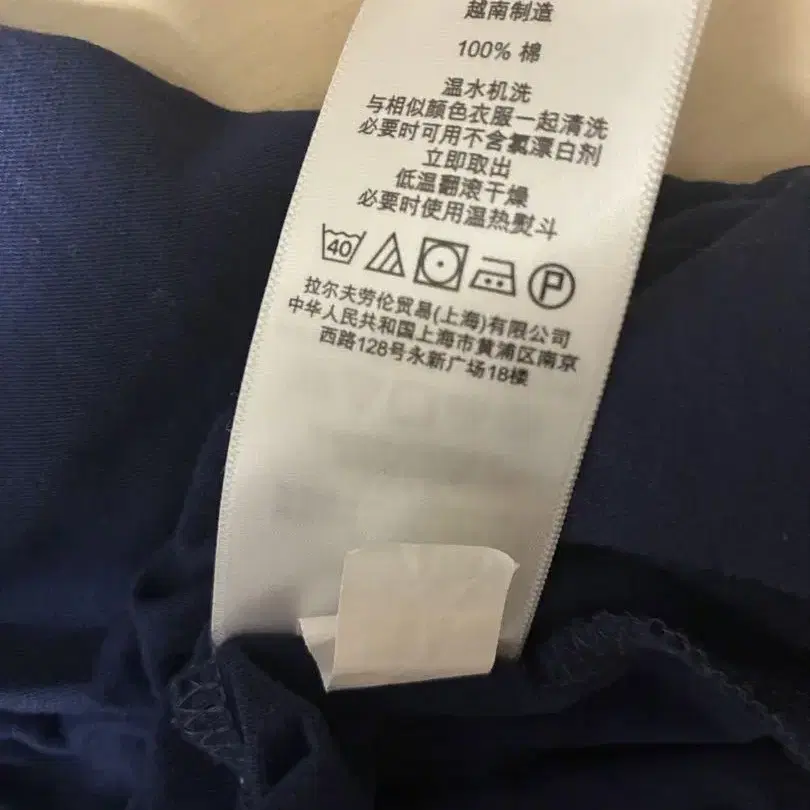 越南制造
100% 棉
温水机洗
与相似颜色衣服一起清洗
必要时可用不含氯漂白剂
立即取出
低温翻滚干燥
必要时使用温热熨斗
40 P
拉尔夫劳伦贸易(上海)有限公司
中华人民共和国上海市黄浦区南京
西路128号永新广场18楼